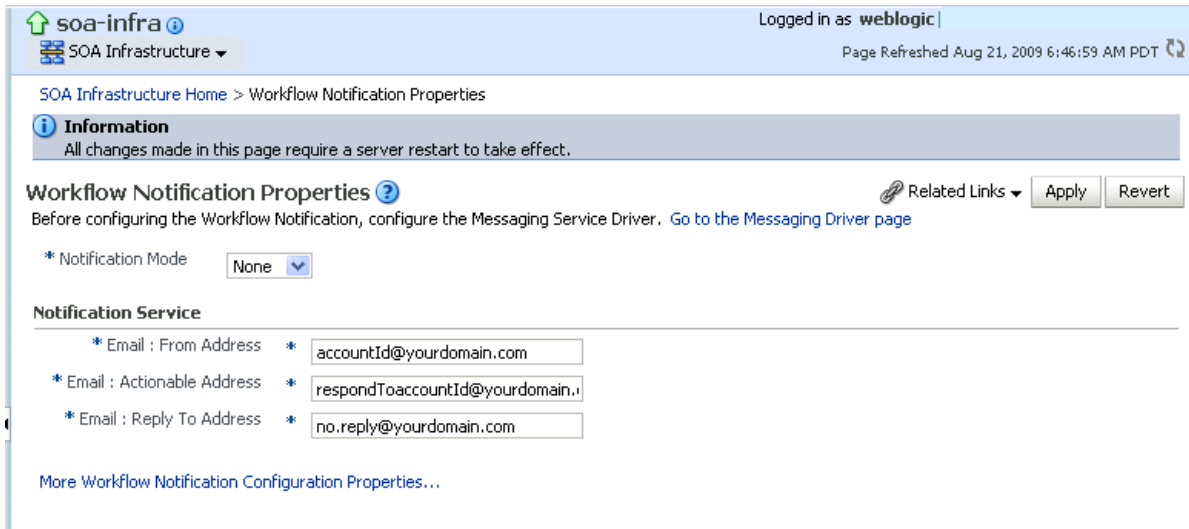 soa-infra
Logged in as weblogic
SOA Infrastructure
Page Refreshed Aug 21, 2009 6:46:59 AM PDT
SOA Infrastructure Home > Workflow Notification Properties
Information
All changes made in this page require a server restart to take effect.
Workflow Notification Properties
Related Links
Apply
Revert
Before configuring the Workflow Notification, configure the Messaging Service Driver. Go to the Messaging Driver page
* Notification Mode
None
Notification Service
* Email : From Address * accountId@yourdomain.com
* Email : Actionable Address * respondToaccountId@yourdomain.
* Email : Reply To Address * no.reply@yourdomain.com
More Workflow Notification Configuration Properties...